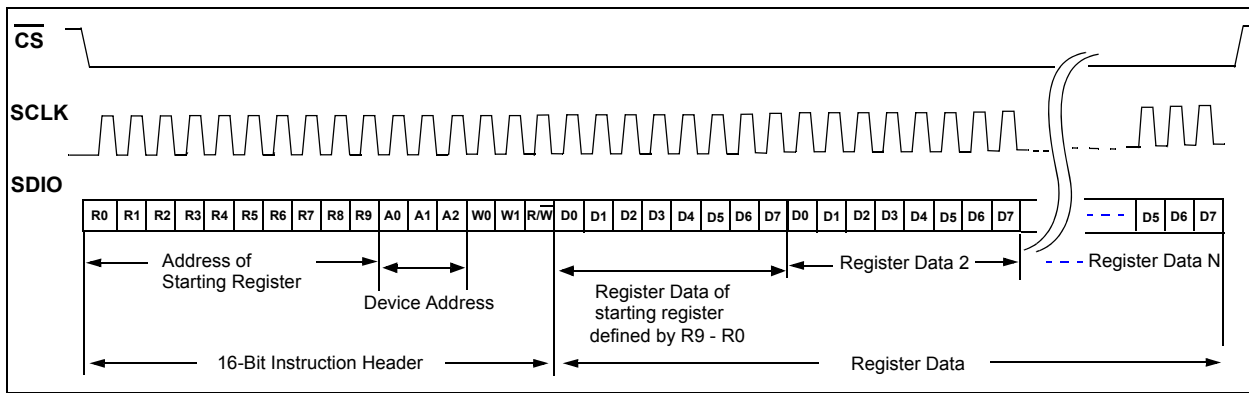 CS
SCLK
SDIO
R0 R1 R2 R3 R4 R5 R6 R7 R8 R9 A0 A1 A2 W0 W1 R/W D0 D1 D2 D3 D4 D5 D6 D7 D0 D1 D2 D3 D4 D5 D6 D7 D5 D6 D7
Address of
Starting Register
Device Address
Register Data of
starting register
defined by R9 - R0
Register Data 2
Register Data N
16-Bit Instruction Header
Register Data